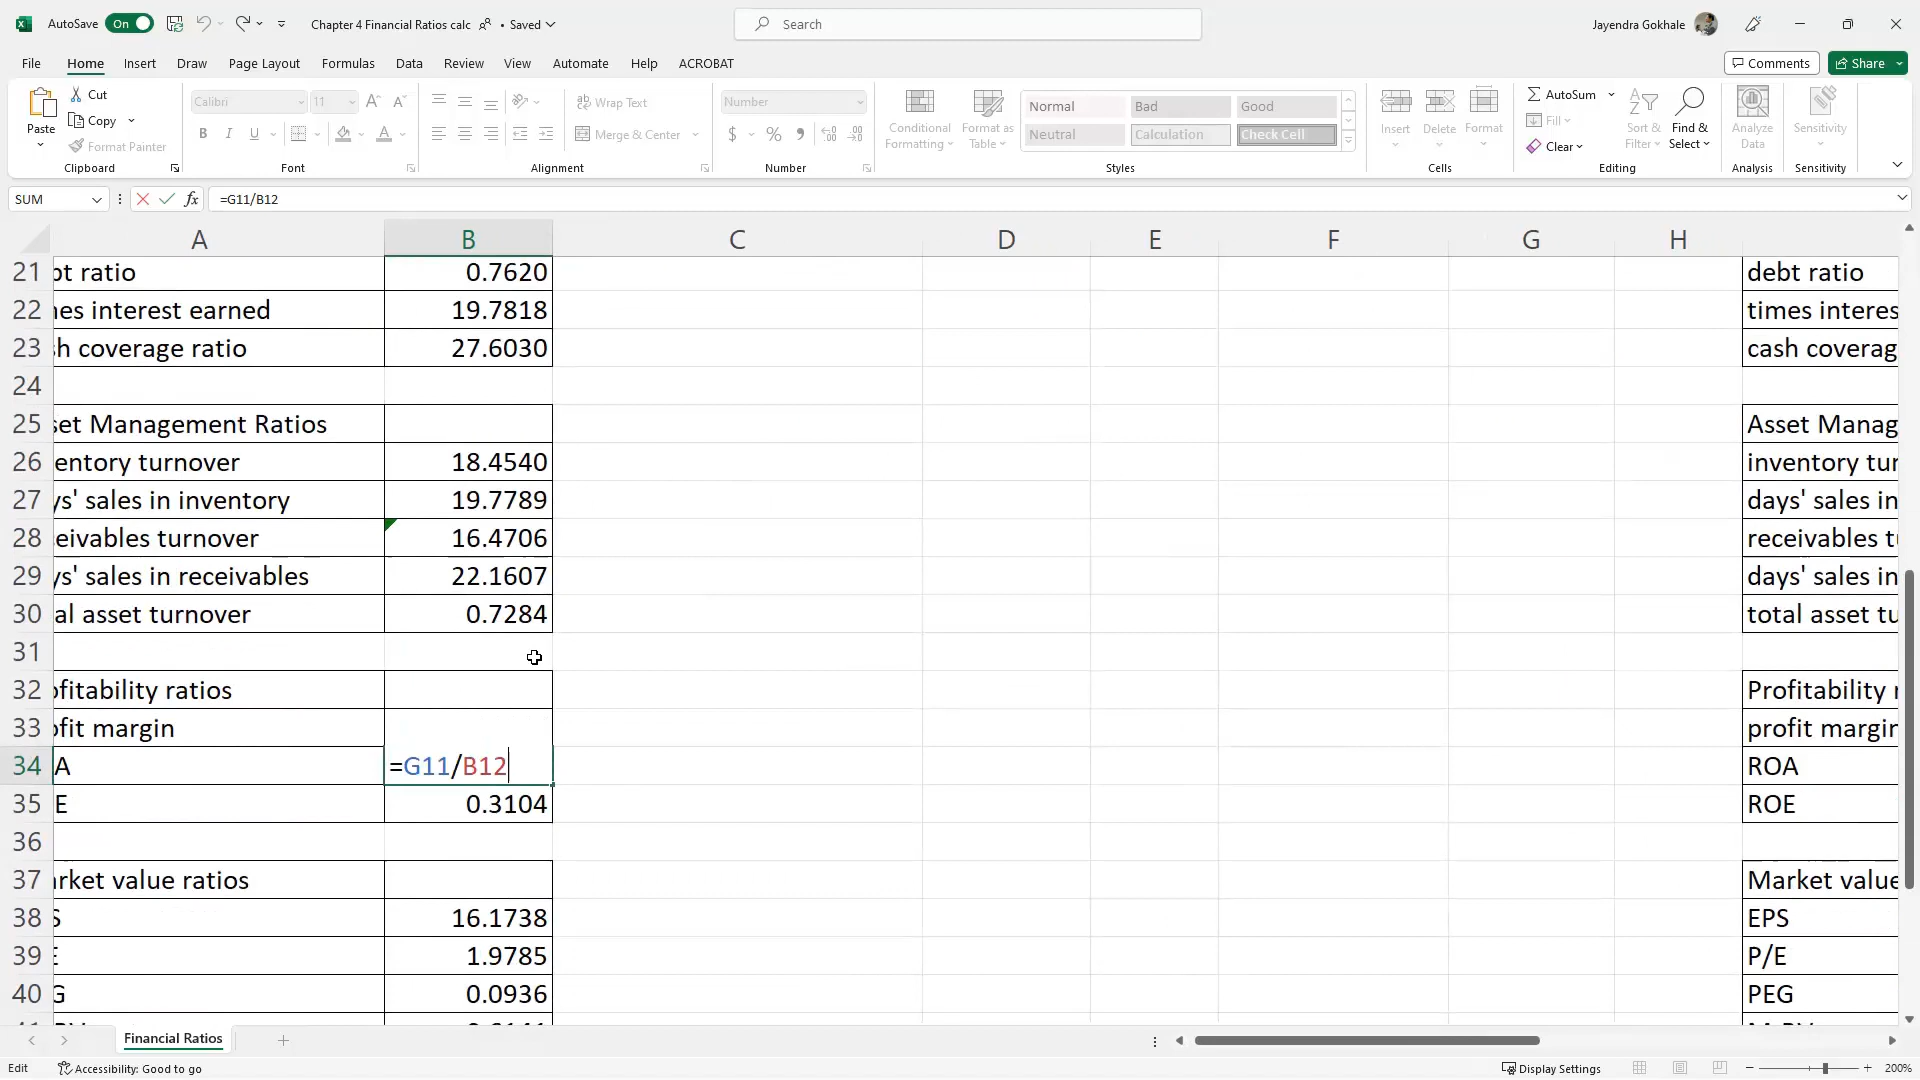 AutoSave On Chapter 4 Financial Ratios calc • Saved Search Jayendra Gokhale
File Home Insert Draw Page Layout Formulas Data Review View Automate Help ACROBAT Comments Share
Paste Cut Copy Format Painter Clipboard
Calibri 11 B I U A Font
Wrap Text Merge & Center Alignment
Number $ % Number
Conditional Formatting Format as Table Normal Bad Good Neutral Calculation Check Cell Styles
Insert Delete Format Cells
AutoSum Fill Clear Sort & Filter Find & Select Editing
Analyze Data Analysis Sensitivity Sensitivity
SUM fx =G11/B12
A B C D E F G H
21 bt ratio 0.7620 debt ratio
22 mes interest earned 19.7818 times interes
23 sh coverage ratio 27.6030 cash coverag
24
25 set Management Ratios Asset Manag
26 entory turnover 18.4540 inventory tur
27 ys' sales in inventory 19.7789 days' sales in
28 eivables turnover 16.4706 receivables t
29 ys' sales in receivables 22.1607 days' sales in
30 al asset turnover 0.7284 total asset tu
31
32 ofitability ratios Profitability r
33 ofit margin profit margin
34 A =G11/B12 ROA
35 E 0.3104 ROE
36
37 arket value ratios Market value
38 S 16.1738 EPS
39 E 1.9785 P/E
40 G 0.0936 PEG
Financial Ratios
Edit Accessibility: Good to go Display Settings 200%